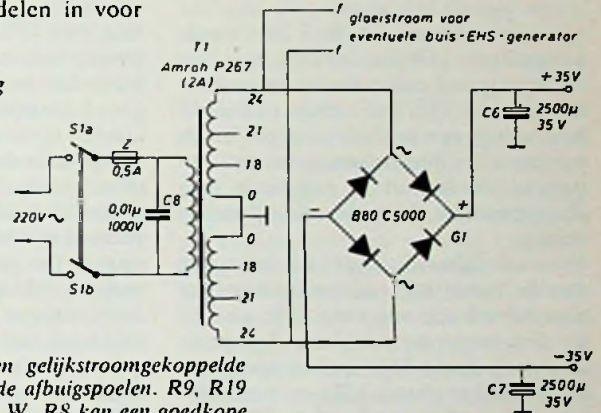 delen in voor
f gloeistroom voor
eventuele buis-EHS-generator
f
T1
Amroh P267
(2A)
24
21
18
0
0
18
21
24
S1a
Z
0,5A
C8
0,01µ
1000V
220V~
S1b
~
−
+
B80 C5000
G1
~
+35V
C6
2500µ
35V
−35V
C7
2500µ
35V
en gelijkstroomgekoppelde
de afbuigspoelen. R9, R19
W. R8 kan een goedkope